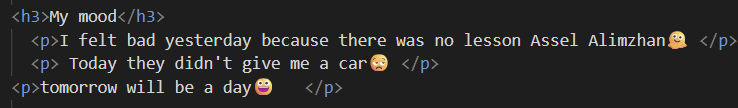 <h3>My mood</h3>
<p>I felt bad yesterday because there was no lesson Assel Alimzhan🫠 </p>
<p> Today they didn't give me a car😢 </p>
<p>tomorrow will be a day😀   </p>